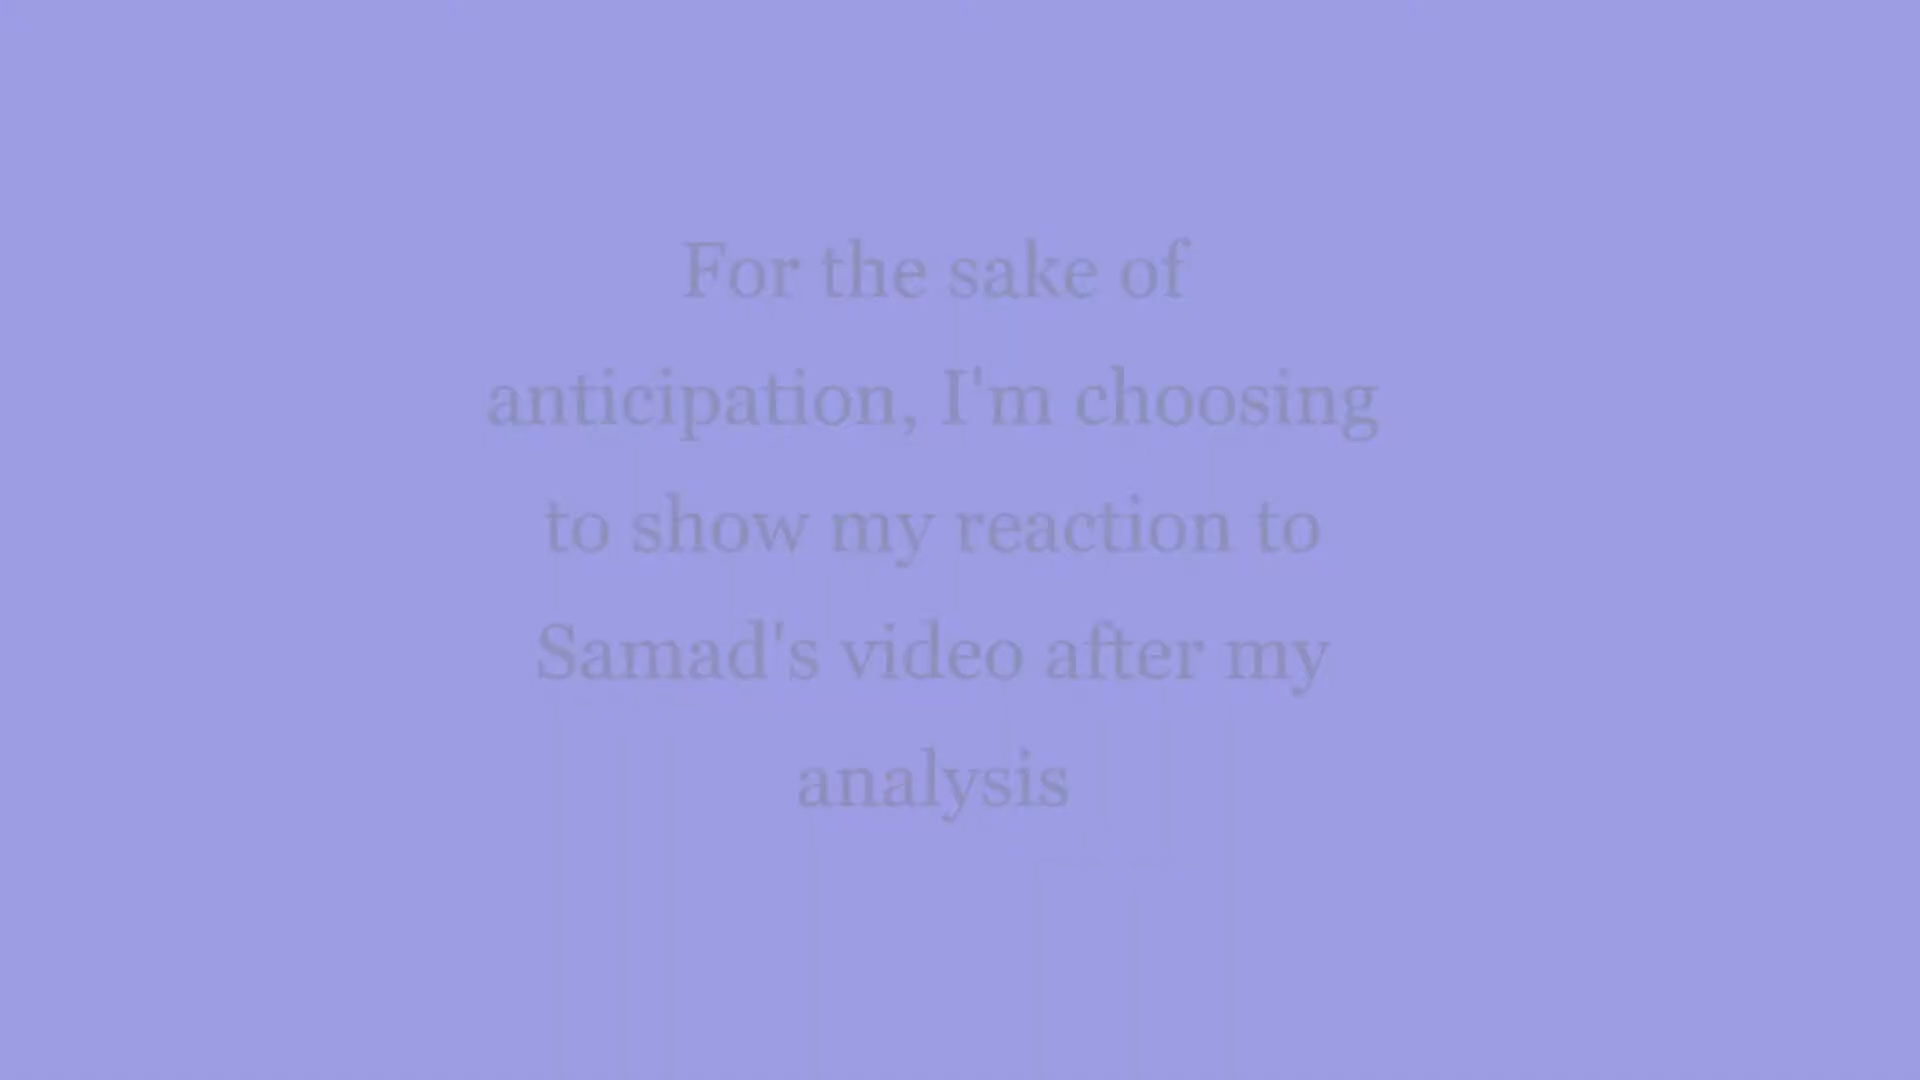 For the sake of
anticipation, I'm choosing
to show my reaction to
Samad's video after my
analysis